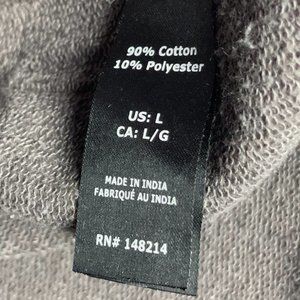 90% Cotton
10% Polyester
US: L
CA: L/G
MADE IN INDIA
FABRIQUÉ AU INDIA
RN# 148214